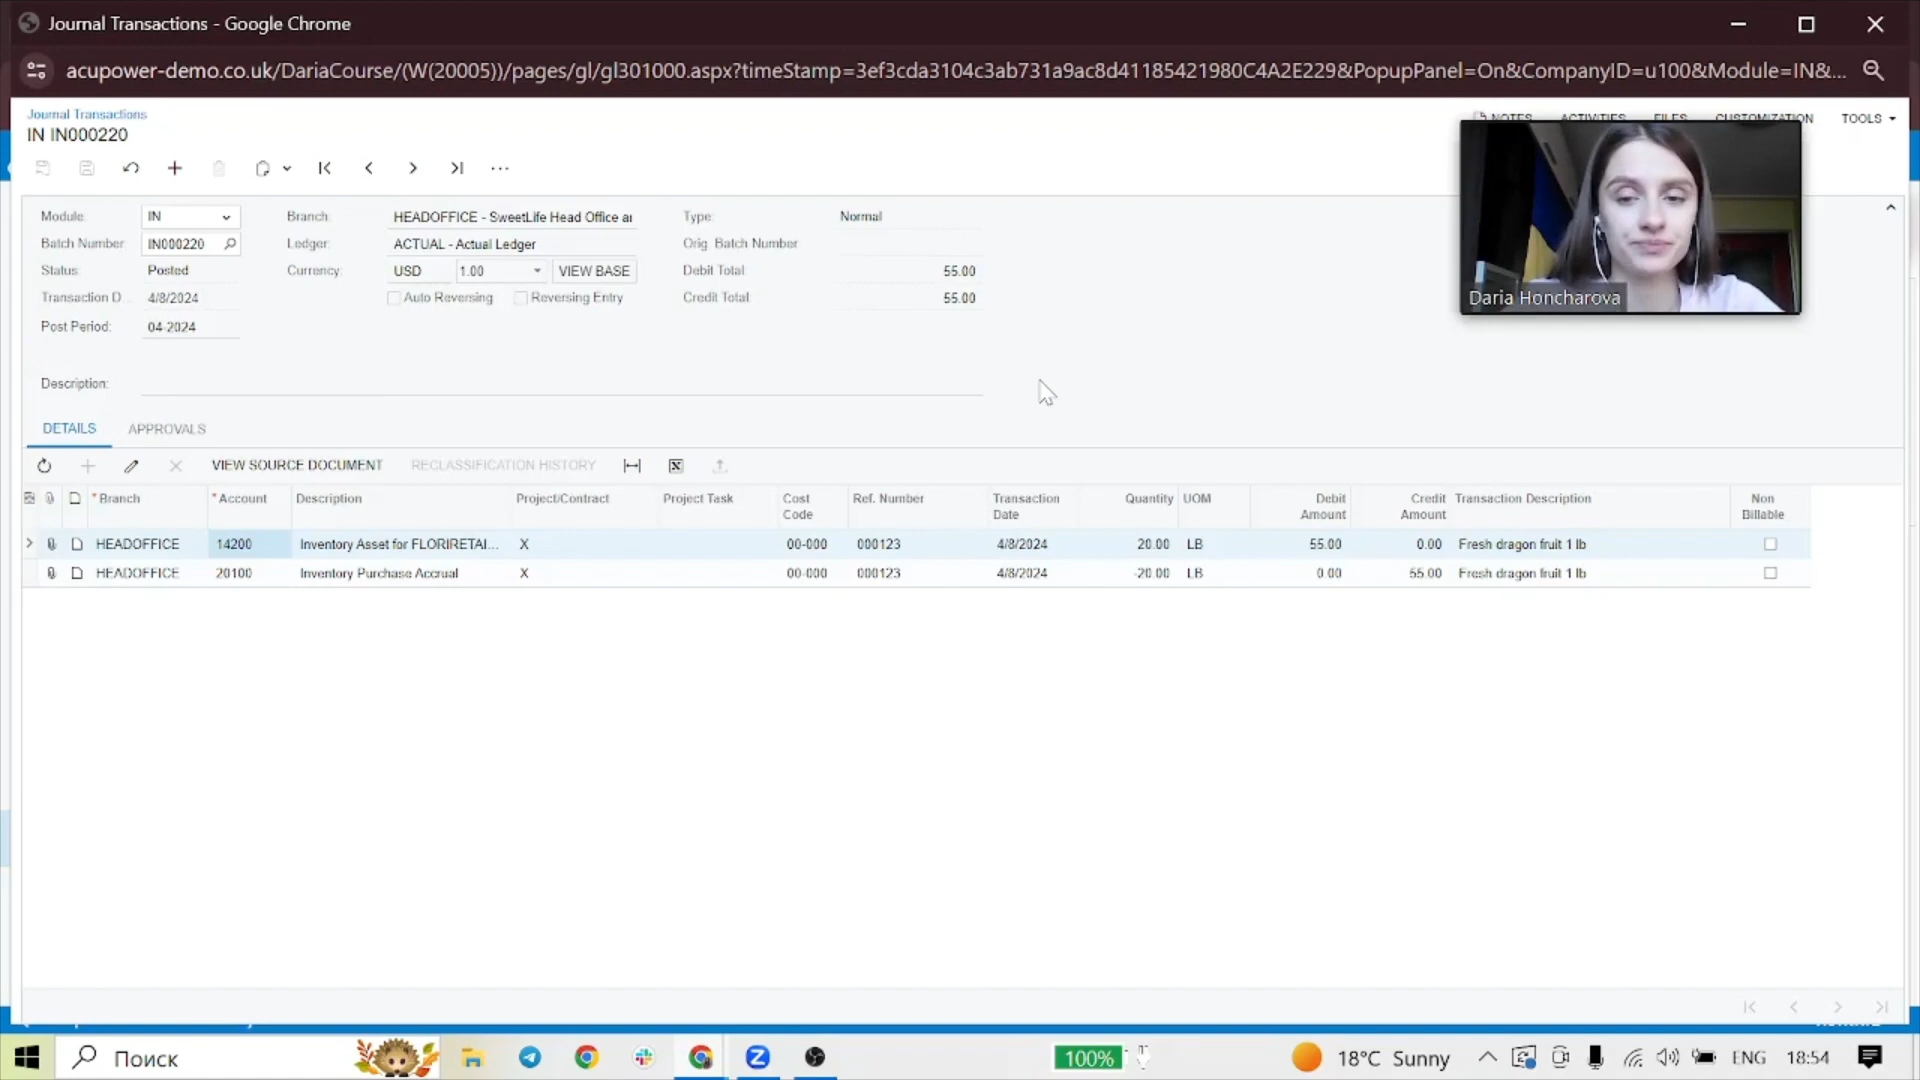 Journal Transactions - Google Chrome
acupower-demo.co.uk/DariaCourse/(W(20005))/pages/gl/gl301000.aspx?timeStamp=3ef3cda3104c3ab731a9ac8d41185421980C4A2E229&PopupPanel=On&CompanyID=u100&Module=IN&...
Journal Transactions
NOTES ACTIVITIES FILES CUSTOMIZATION TOOLS
IN IN000220
Module: IN Branch: HEADOFFICE - SweetLife Head Office ar Type: Normal
Batch Number: IN000220 Ledger: ACTUAL - Actual Ledger Orig. Batch Number
Status: Posted Currency: USD 1.00 VIEW BASE Debit Total: 55.00
Transaction D... 4/8/2024 Auto Reversing Reversing Entry Credit Total: 55.00
Post Period: 04-2024
Daria Honcharova
Description:
DETAILS APPROVALS
VIEW SOURCE DOCUMENT RECLASSIFICATION HISTORY
*Branch *Account Description Project/Contract Project Task Cost Code Ref. Number Transaction Date Quantity UOM Debit Amount Credit Amount Transaction Description Non Billable
HEADOFFICE 14200 Inventory Asset for FLORIRETAI... X 00-000 000123 4/8/2024 20.00 LB 55.00 0.00 Fresh dragon fruit 1 lb
HEADOFFICE 20100 Inventory Purchase Accrual X 00-000 000123 4/8/2024 -20.00 LB 0.00 55.00 Fresh dragon fruit 1 lb
Поиск 100% 18°C Sunny ENG 18:54